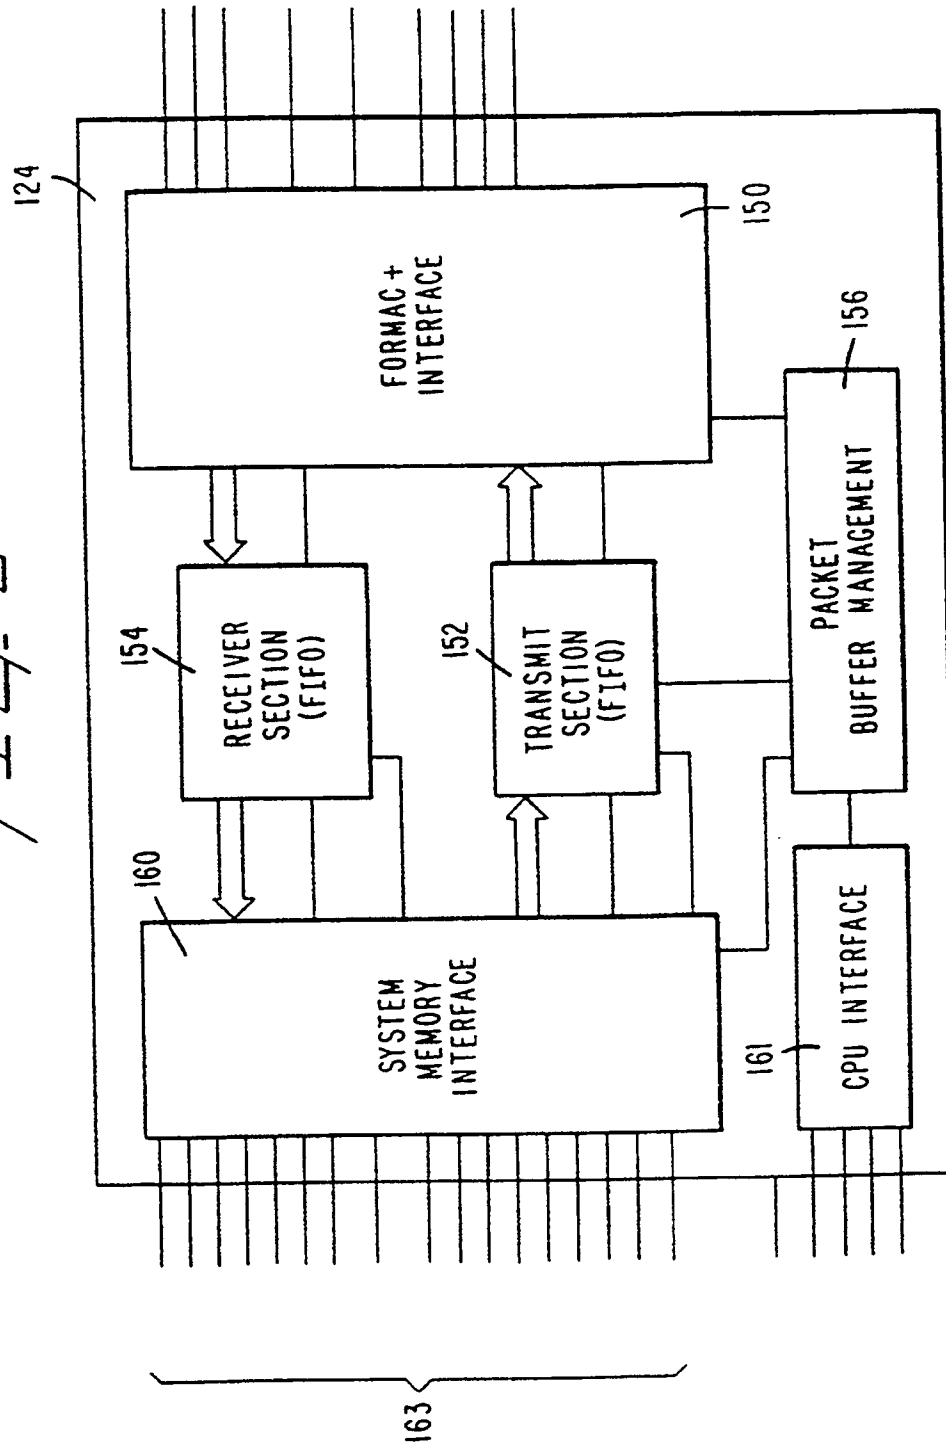 124
160
154
RECEIVER
SECTION
(FIFO)
SYSTEM
MEMORY
INTERFACE
FORMAC+
INTERFACE
163
152
TRANSMIT
SECTION
(FIFO)
150
161
CPU INTERFACE
PACKET
BUFFER MANAGEMENT
156